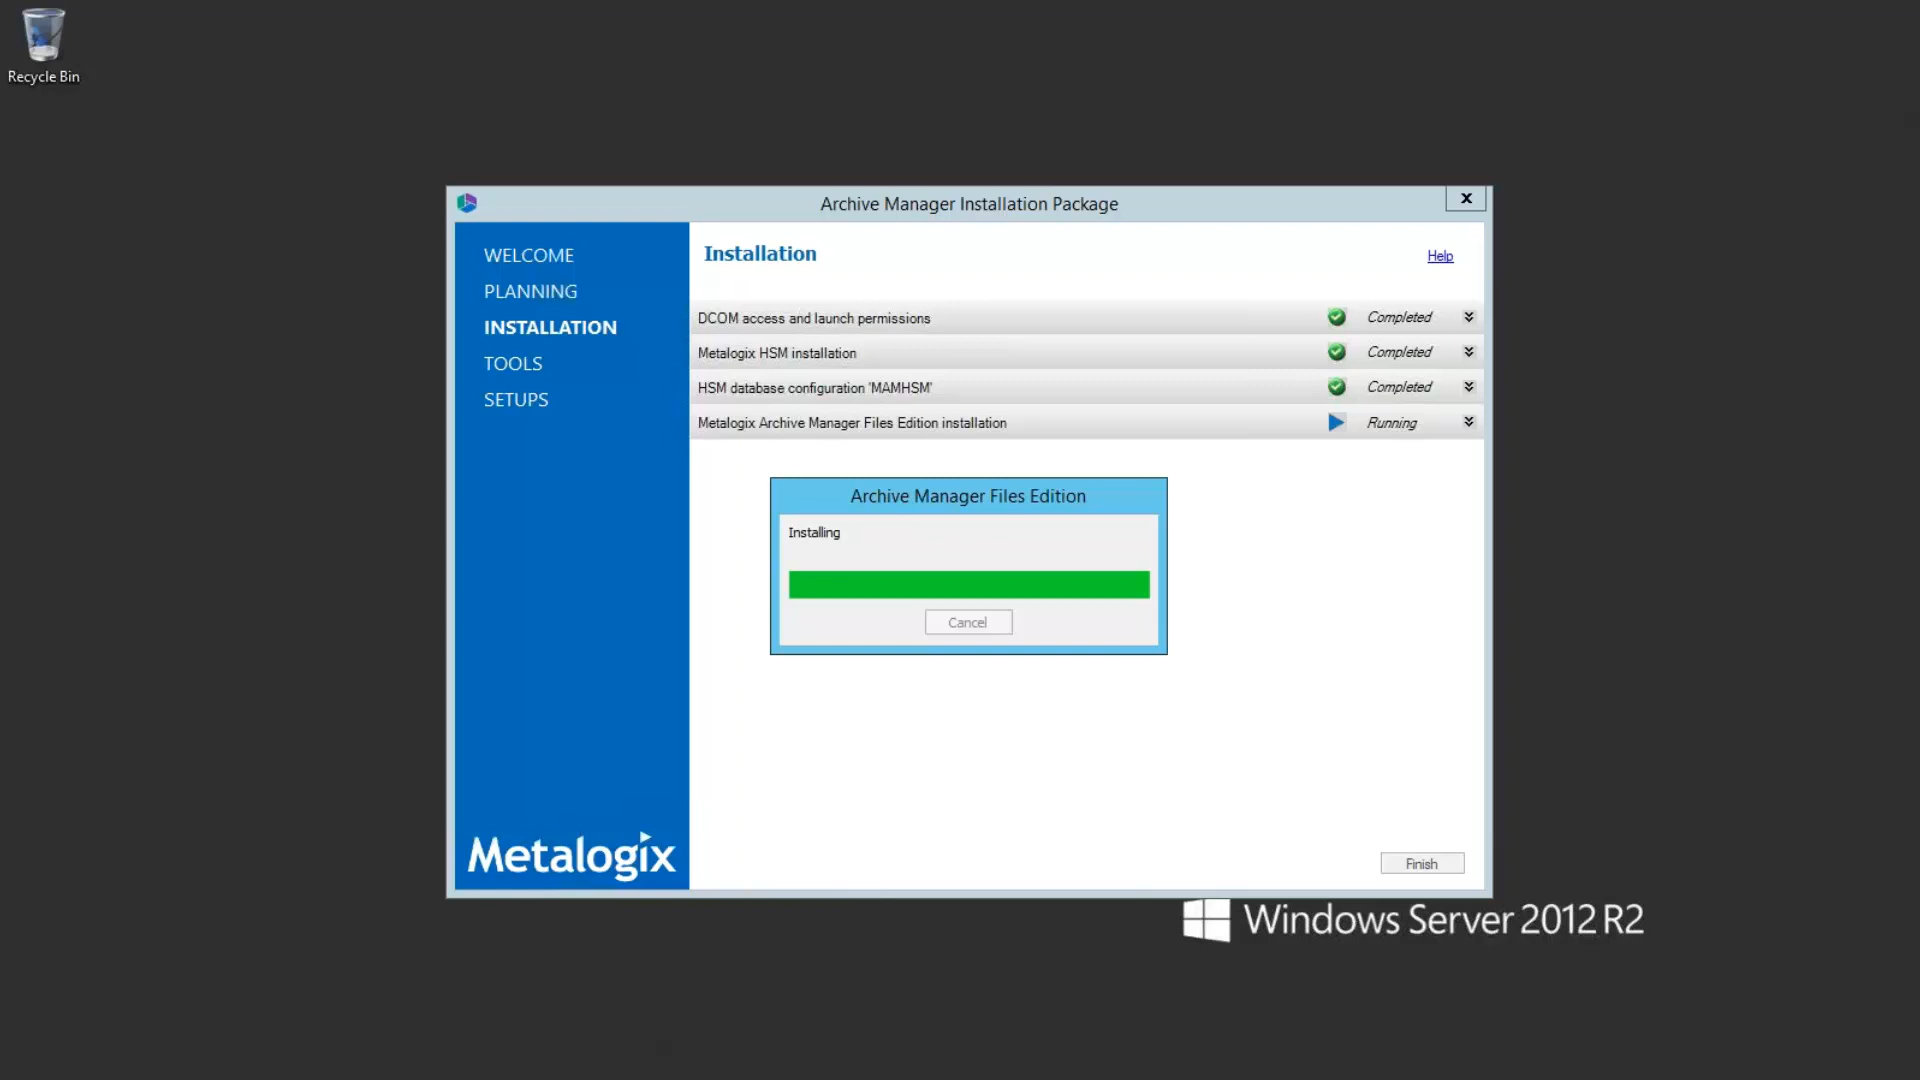 Recycle Bin
Archive Manager Installation Package
x
WELCOME
PLANNING
INSTALLATION
TOOLS
SETUPS
Installation
Help
DCOM access and launch permissions Completed
Metalogix HSM installation Completed
HSM database configuration 'MAMHSM' Completed
Metalogix Archive Manager Files Edition installation Running
Archive Manager Files Edition
Installing
Cancel
Metalogix
Finish
Windows Server 2012 R2